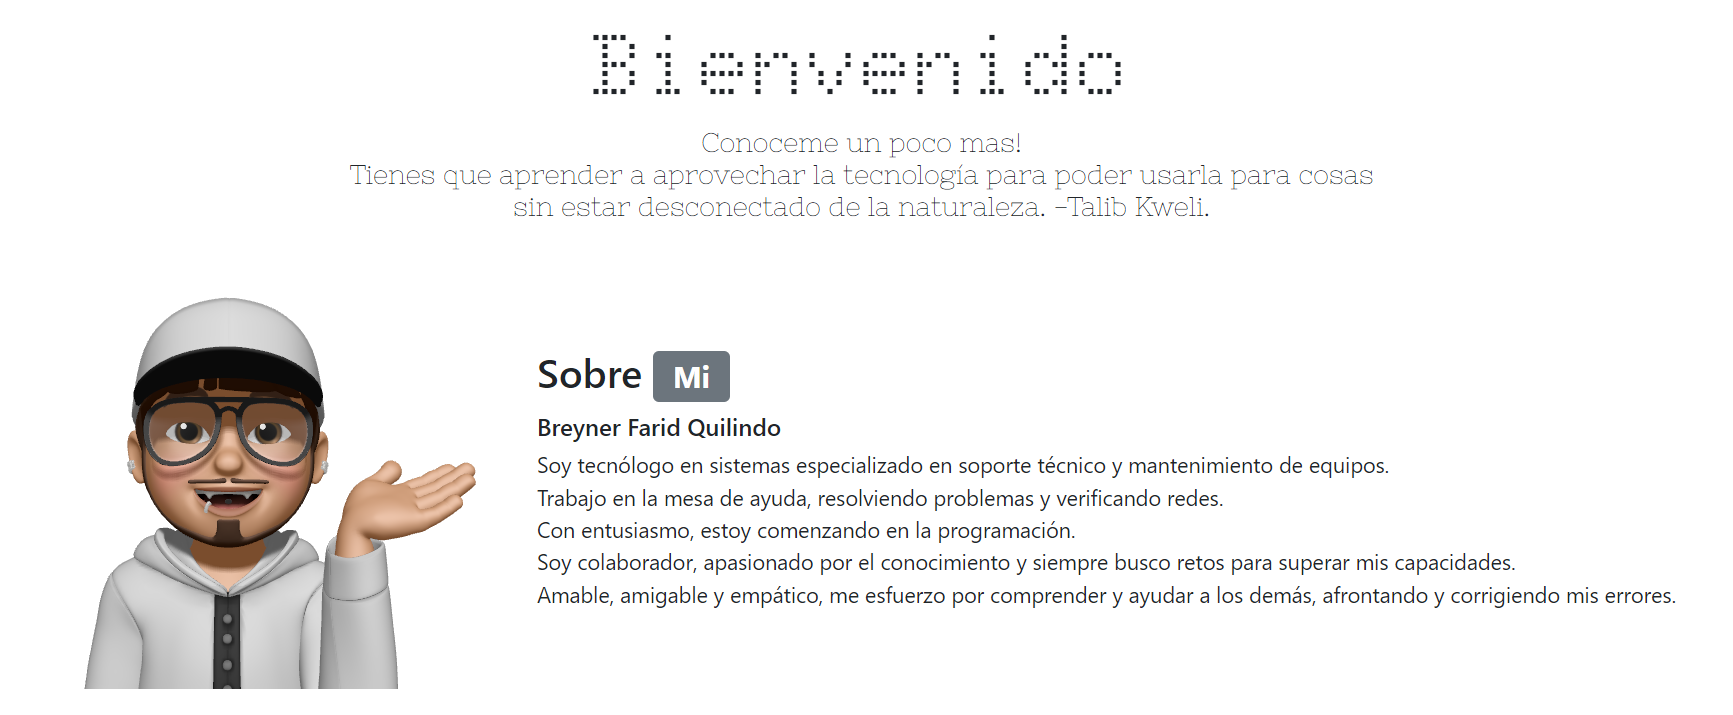 Bienvenido
Conoceme un poco mas!
Tienes que aprender a aprovechar la tecnología para poder usarla para cosas
sin estar desconectado de la naturaleza. -Talib Kweli.
Sobre Mi
Breyner Farid Quilindo
Soy tecnólogo en sistemas especializado en soporte técnico y mantenimiento de equipos.
Trabajo en la mesa de ayuda, resolviendo problemas y verificando redes.
Con entusiasmo, estoy comenzando en la programación.
Soy colaborador, apasionado por el conocimiento y siempre busco retos para superar mis capacidades.
Amable, amigable y empático, me esfuerzo por comprender y ayudar a los demás, afrontando y corrigiendo mis errores.